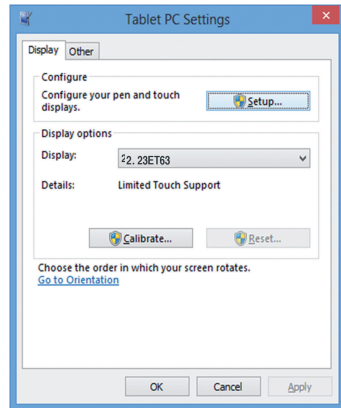 Tablet PC Settings
Display Other
Configure
Configure your pen and touch
displays.
Setup...
Display options
Display: 22. 23ET63
Details: Limited Touch Support
Calibrate... Reset...
Choose the order in which your screen rotates.
Go to Orientation
OK Cancel Apply